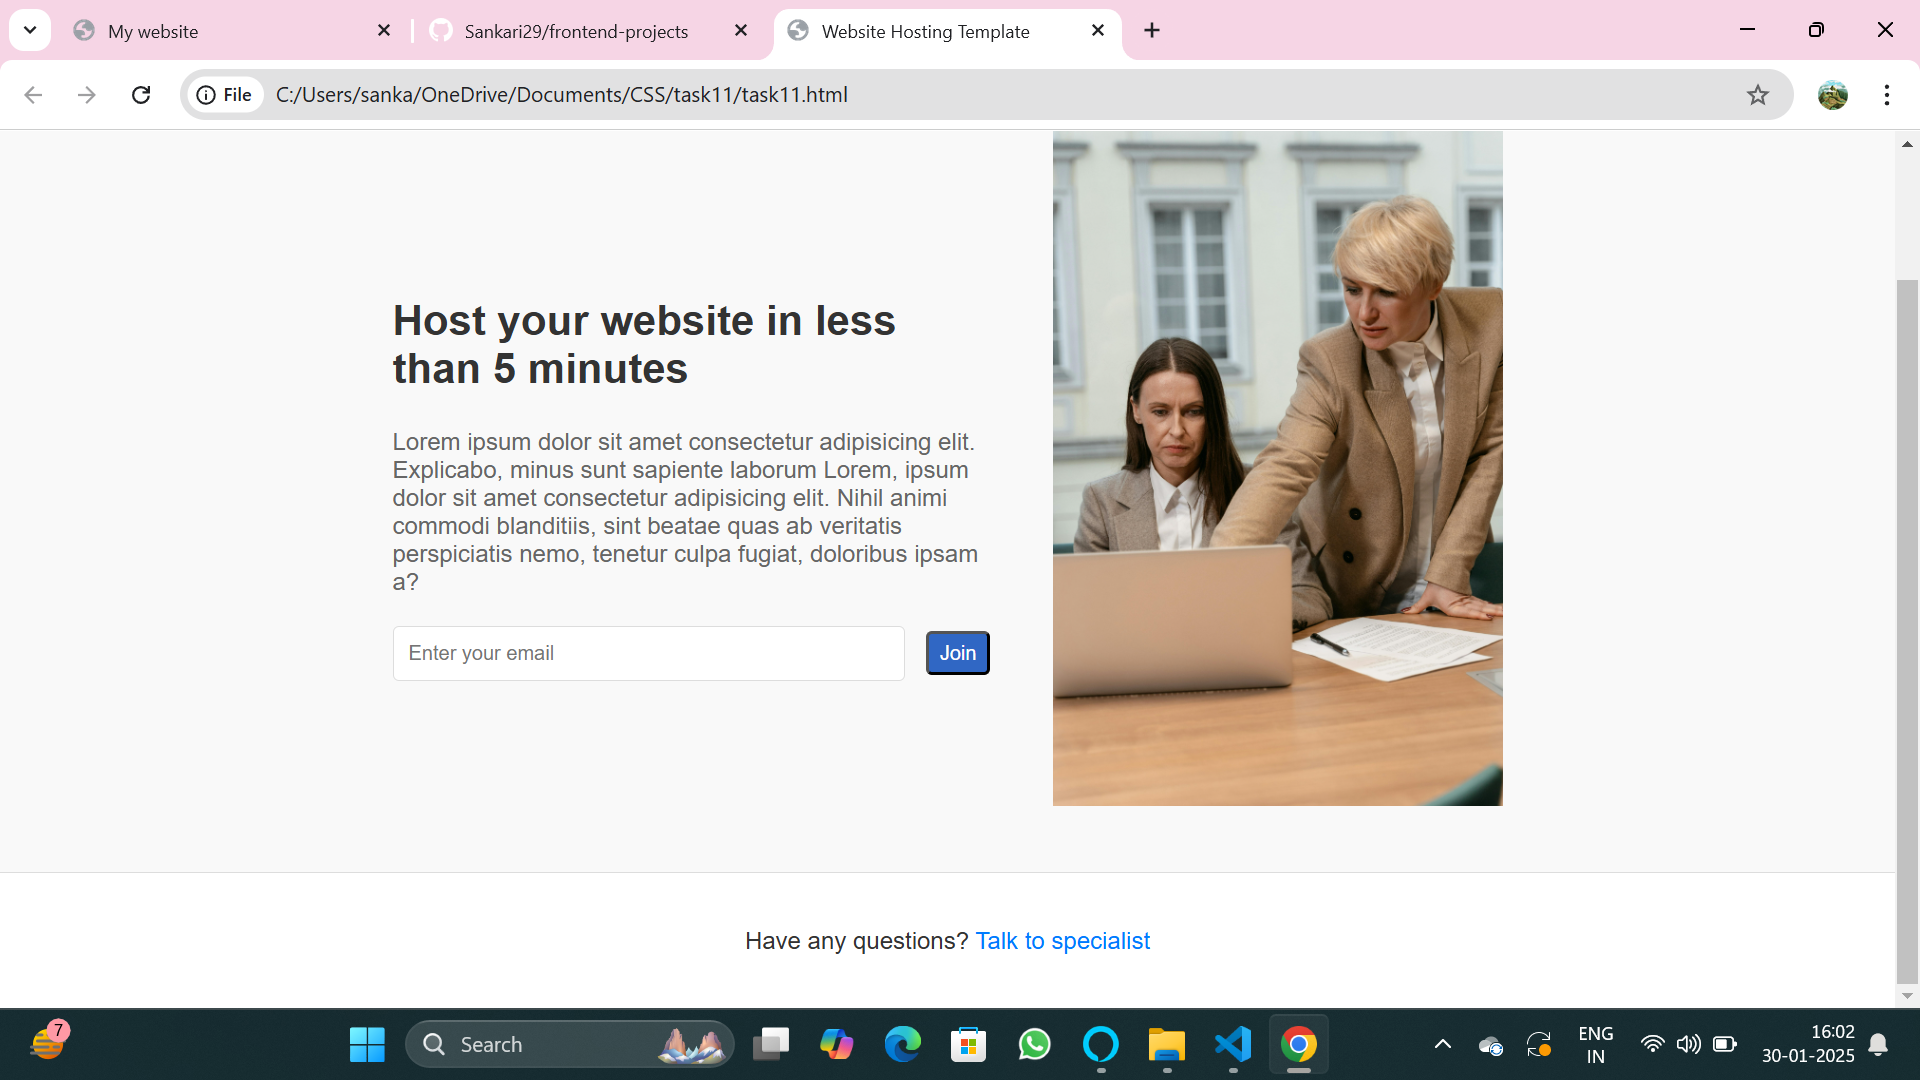 My website
Sankari29/frontend-projects
Website Hosting Template
File
C:/Users/sanka/OneDrive/Documents/CSS/task11/task11.html
Host your website in less
than 5 minutes
Lorem ipsum dolor sit amet consectetur adipisicing elit.
Explicabo, minus sunt sapiente laborum Lorem, ipsum
dolor sit amet consectetur adipisicing elit. Nihil animi
commodi blanditiis, sint beatae quas ab veritatis
perspiciatis nemo, tenetur culpa fugiat, doloribus ipsam
a?
Enter your email
Join
Have any questions? Talk to specialist
7
Search
ENG
IN
16:02
30-01-2025